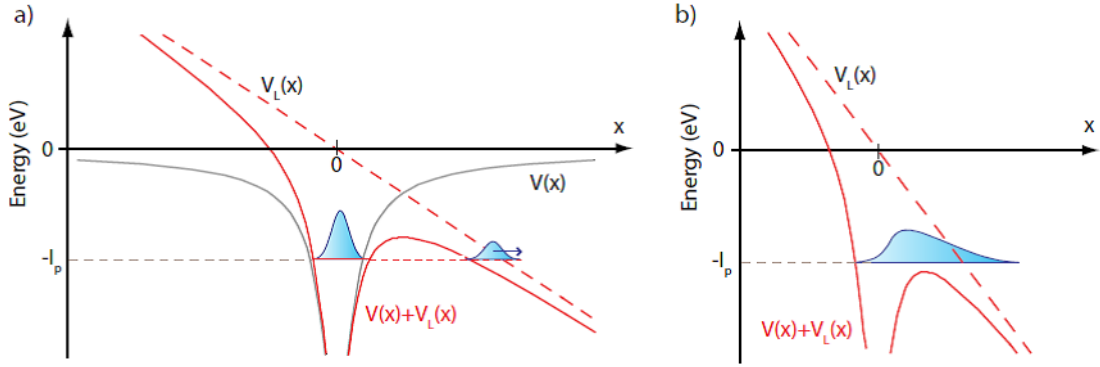 a)
Energy (eV)
0
-I_p
V_L(x)
x
0
V(x)
V(x)+V_L(x)
b)
Energy (eV)
0
-I_p
V_L(x)
x
0
V(x)+V_L(x)